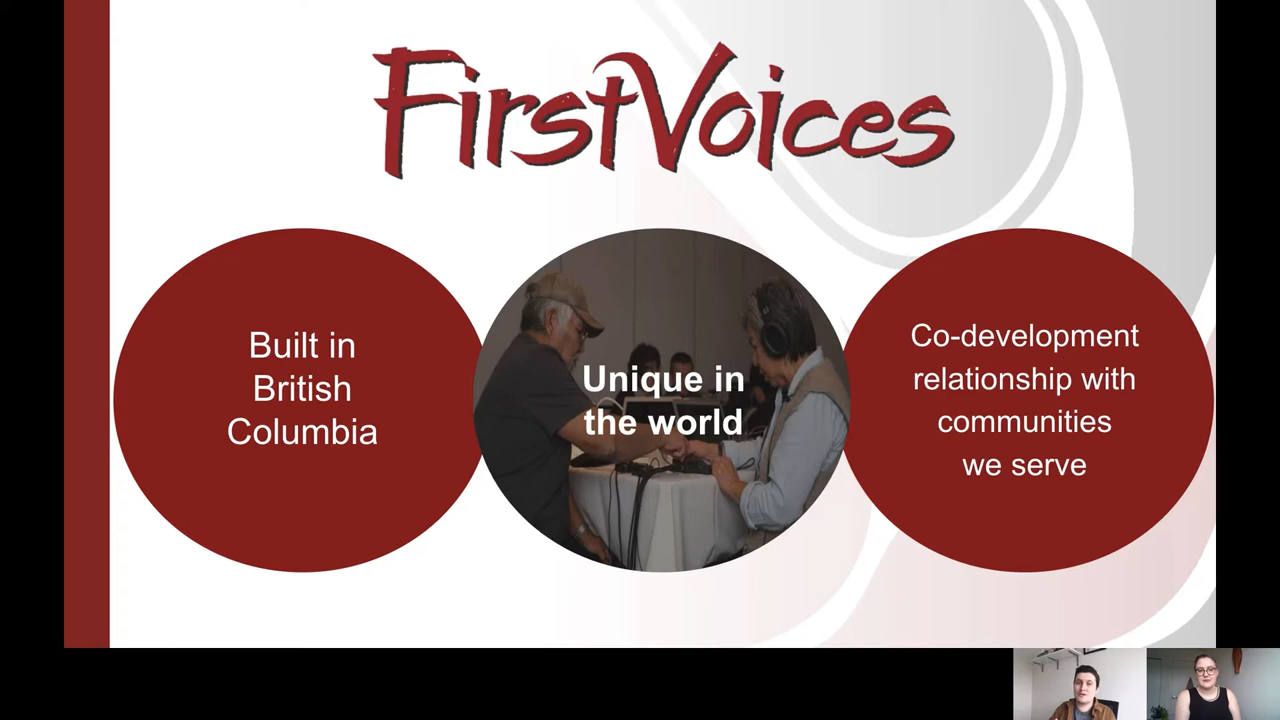 FirstVoices
Built in
British
Columbia
Unique in
the world
Co-development
relationship with
communities
we serve